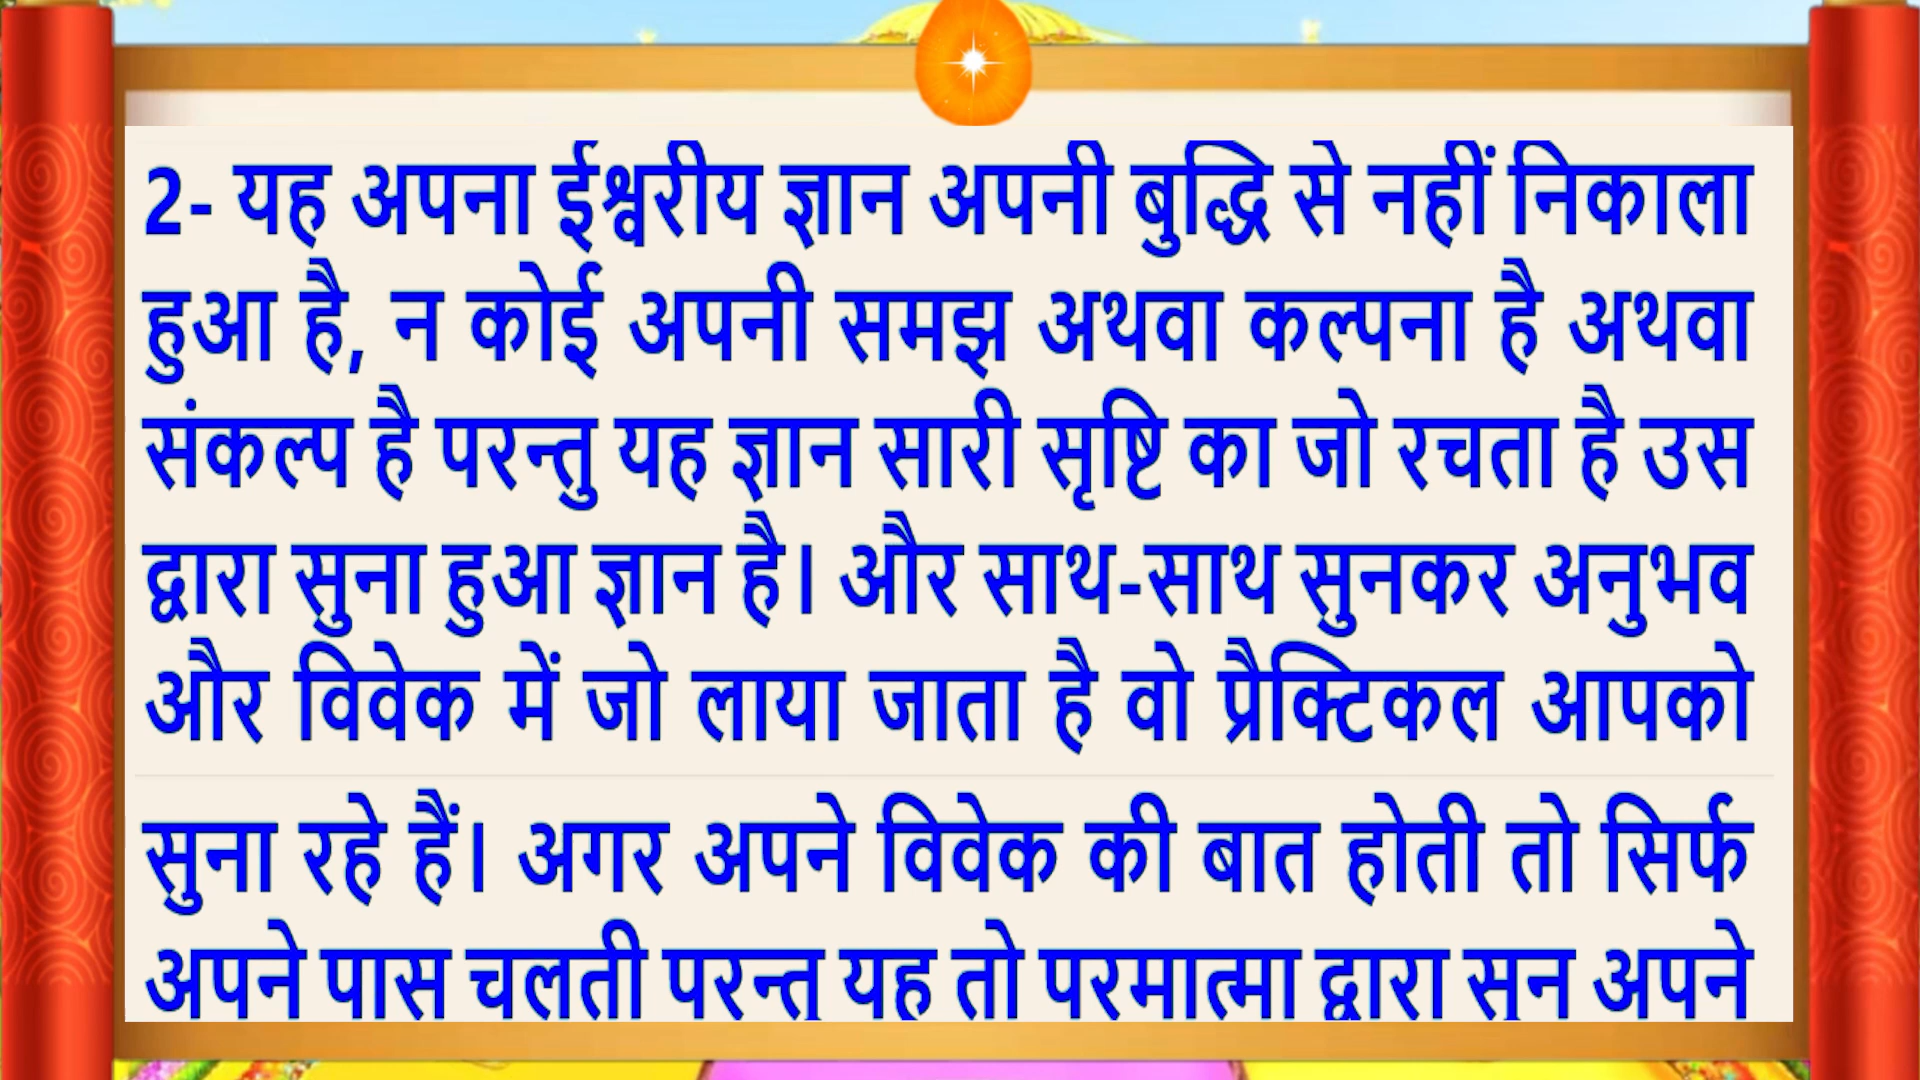 2- यह अपना ईश्वरीय ज्ञान अपनी बुद्धि से नहीं निकाला
हुआ है, न कोई अपनी समझ अथवा कल्पना है अथवा
संकल्प है परन्तु यह ज्ञान सारी सृष्टि का जो रचता है उस
द्वारा सुना हुआ ज्ञान है। और साथ-साथ सुनकर अनुभव
और विवेक में जो लाया जाता है वो प्रैक्टिकल आपको
सुना रहे हैं। अगर अपने विवेक की बात होती तो सिर्फ
अपने पास चलती परन्तु यह तो परमात्मा द्वारा सुन अपने